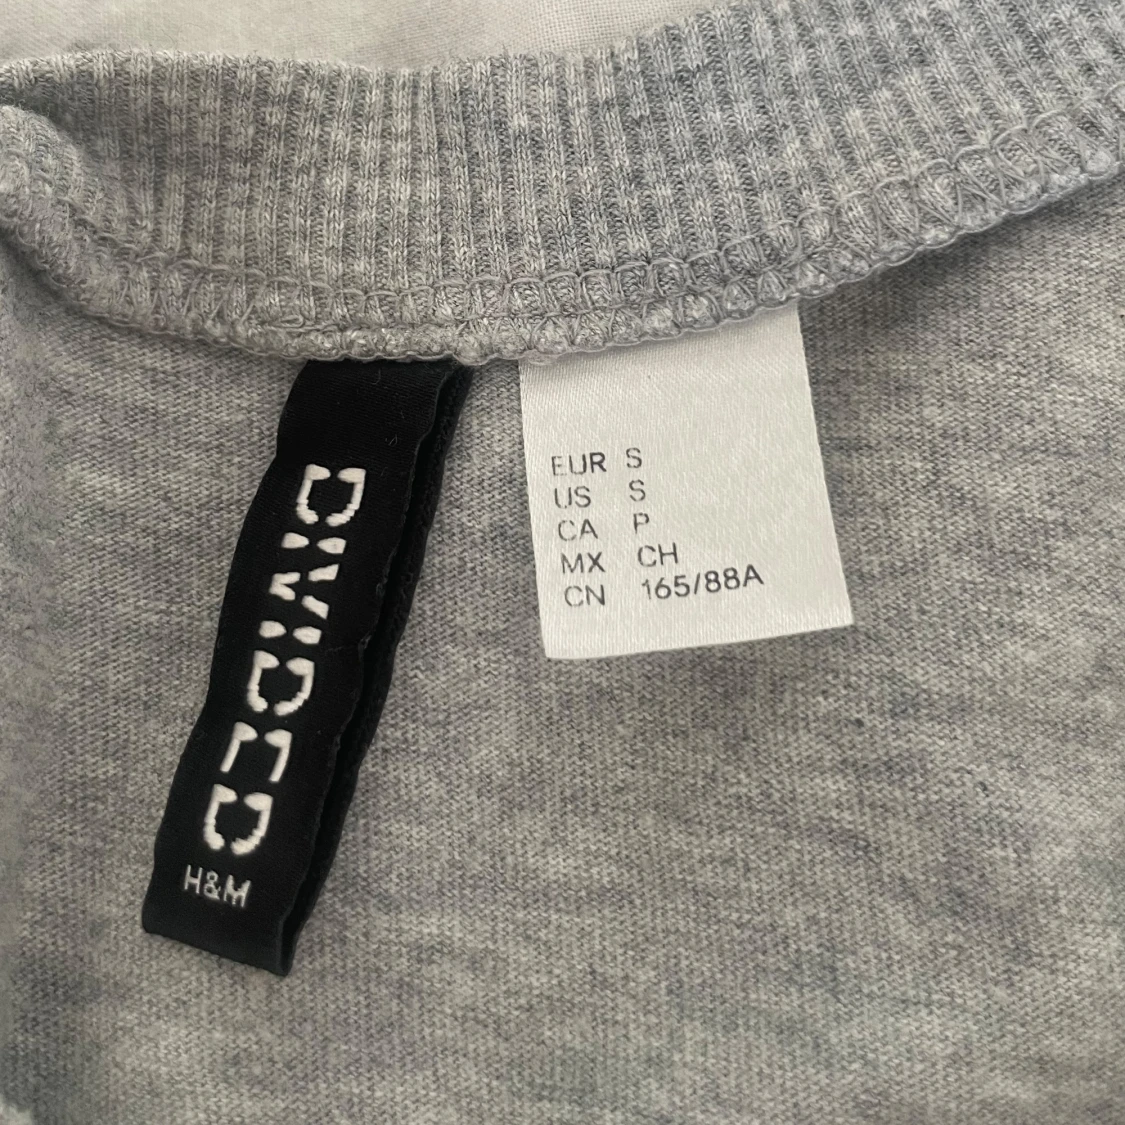 DIVIDED
H&M
EUR S
US S
CA P
MX CH
CN 165/88A